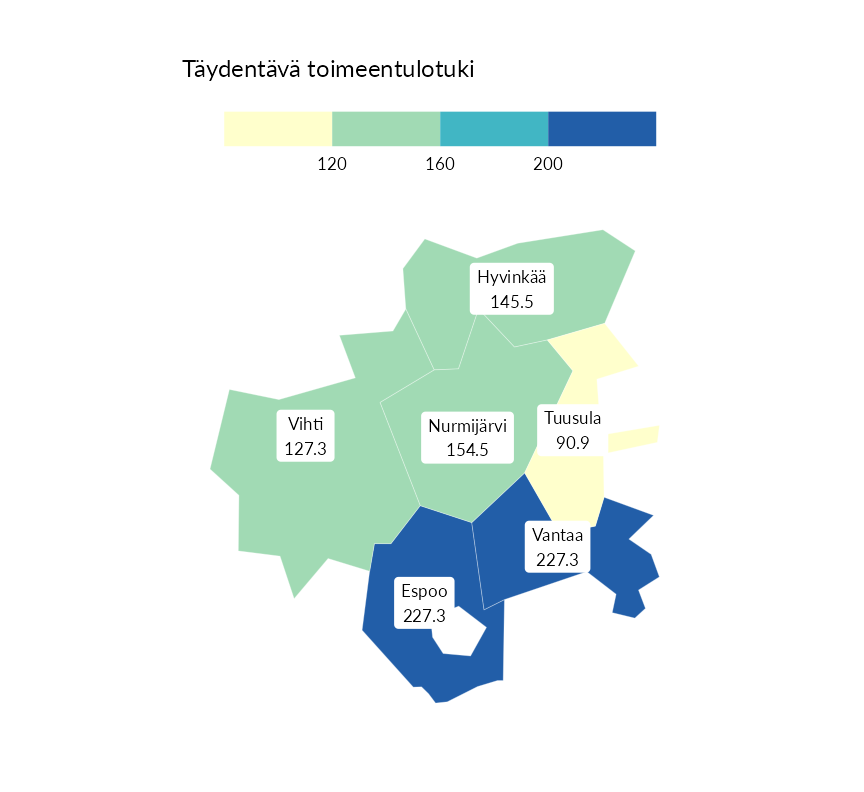 Täydentävä toimeentulotuki
120 160 200
Hyvinkää
145.5
Vihti
127.3
Nurmijärvi
154.5
Tuusula
90.9
Vantaa
227.3
Espoo
227.3